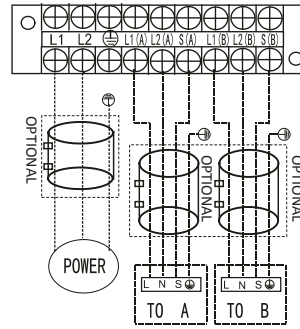 L1 L2 L1(A) L2(A) S(A) L1(B) L2(B) S(B)
OPTIONAL
OPTIONAL
OPTIONAL
POWER
L N S
L N S
TO A
TO B